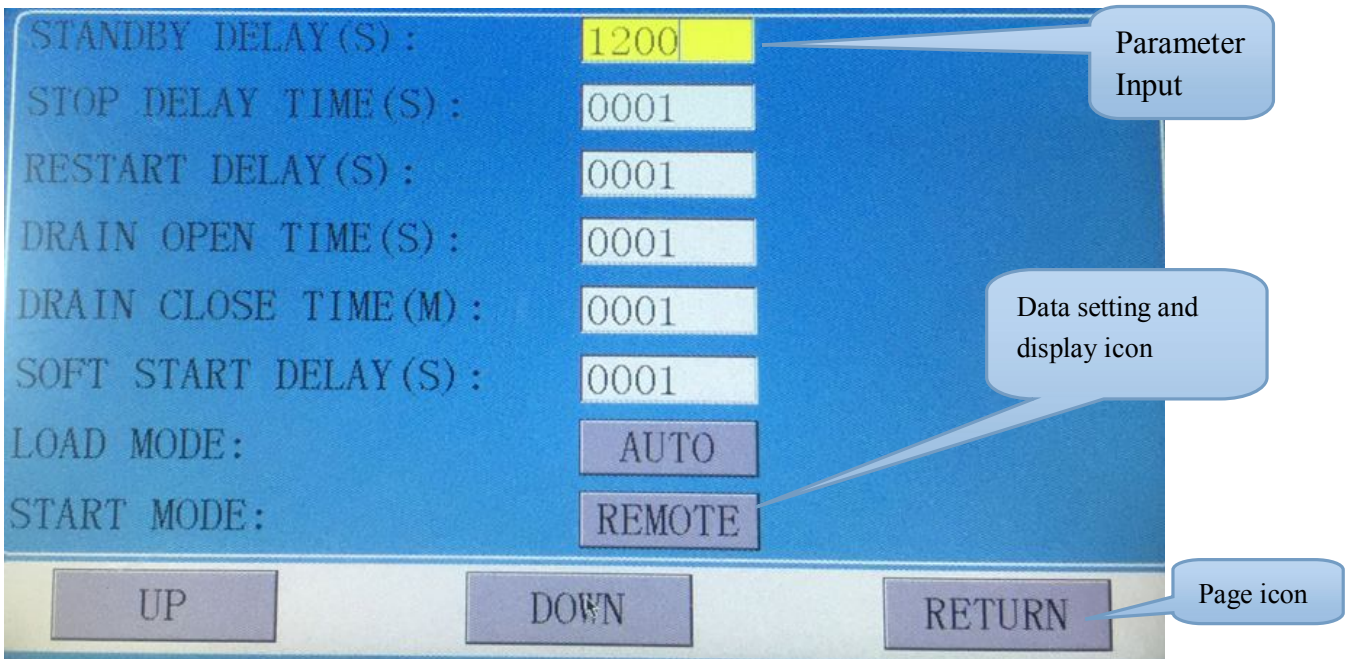 STANDBY DELAY(S): 1200
Parameter
Input
STOP DELAY TIME(S): 0001
RESTART DELAY(S): 0001
DRAIN OPEN TIME(S): 0001
DRAIN CLOSE TIME(M): 0001
Data setting and
display icon
SOFT START DELAY(S): 0001
LOAD MODE: AUTO
START MODE: REMOTE
UP DOWN RETURN
Page icon